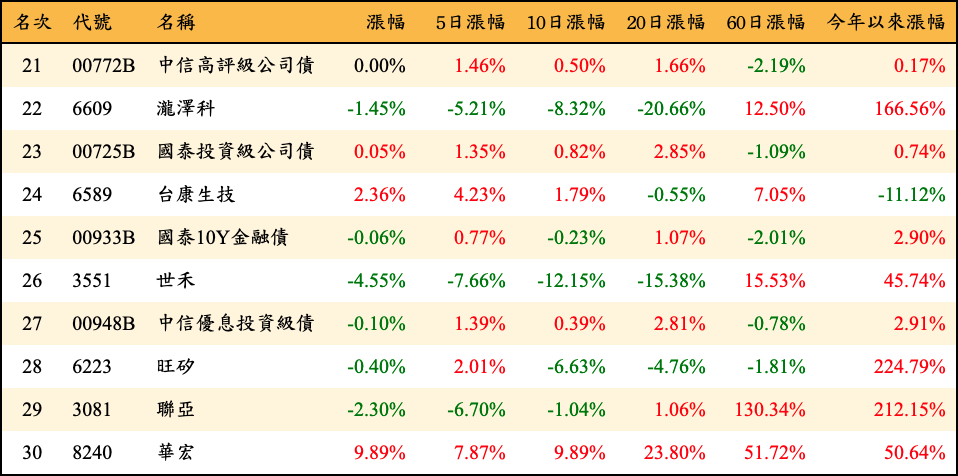 名次 代號 名稱 漲幅 5日漲幅 10日漲幅 20日漲幅 60日漲幅 今年以來漲幅
21 00772B 中信高評級公司債 0.00% 1.46% 0.50% 1.66% -2.19% 0.17%
22 6609 瀧澤科 -1.45% -5.21% -8.32% -20.66% 12.50% 166.56%
23 00725B 國泰投資級公司債 0.05% 1.35% 0.82% 2.85% -1.09% 0.74%
24 6589 台康生技 2.36% 4.23% 1.79% -0.55% 7.05% -11.12%
25 00933B 國泰10Y金融債 -0.06% 0.77% -0.23% 1.07% -2.01% 2.90%
26 3551 世禾 -4.55% -7.66% -12.15% -15.38% 15.53% 45.74%
27 00948B 中信優息投資級債 -0.10% 1.39% 0.39% 2.81% -0.78% 2.91%
28 6223 旺矽 -0.40% 2.01% -6.63% -4.76% -1.81% 224.79%
29 3081 聯亞 -2.30% -6.70% -1.04% 1.06% 130.34% 212.15%
30 8240 華宏 9.89% 7.87% 9.89% 23.80% 51.72% 50.64%